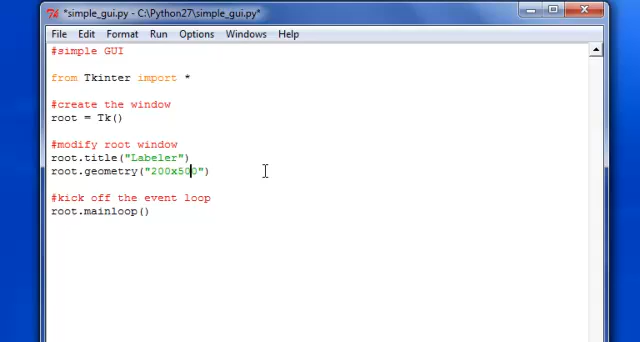 *simple_gui.py - C:\Python27\simple_gui.py*
File Edit Format Run Options Windows Help
#simple GUI
from Tkinter import *
#create the window
root = Tk()
#modify root window
root.title("Labeler")
root.geometry("200x500")
#kick off the event loop
root.mainloop()